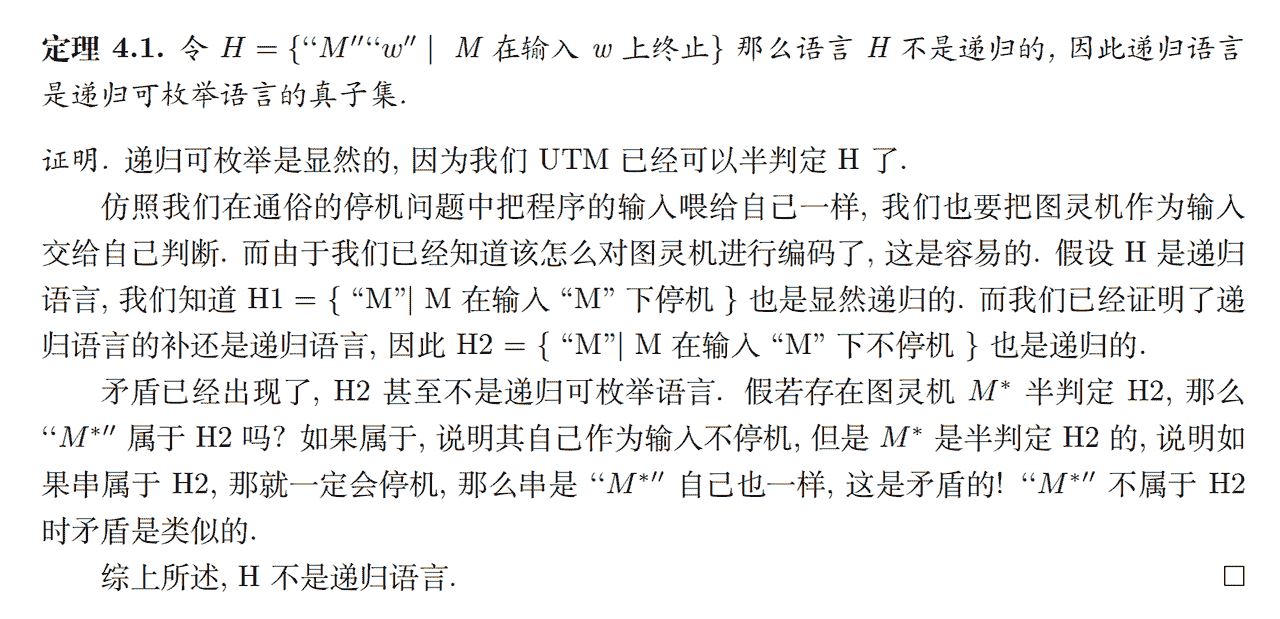 定理 4.1. 令 H = {“M”“w” | M 在输入 w 上终止} 那么语言 H 不是递归的, 因此递归语言
是递归可枚举语言的真子集.
证明. 递归可枚举是显然的, 因为我们 UTM 已经可以半判定 H 了.
仿照我们在通俗的停机问题中把程序的输入喂给自己一样, 我们也要把图灵机作为输入
交给自己判断. 而由于我们已经知道该怎么对图灵机进行编码了, 这是容易的. 假设 H 是递归
语言, 我们知道 H1 = { “M”| M 在输入 “M” 下停机 } 也是显然递归的. 而我们已经证明了递
归语言的补还是递归语言, 因此 H2 = { “M”| M 在输入 “M” 下不停机 } 也是递归的.
矛盾已经出现了, H2 甚至不是递归可枚举语言. 假若存在图灵机 M* 半判定 H2, 那么
“M*” 属于 H2 吗? 如果属于, 说明其自己作为输入不停机, 但是 M* 是半判定 H2 的, 说明如
果串属于 H2, 那就一定会停机, 那么串是 “M*” 自己也一样, 这是矛盾的! “M*” 不属于 H2
时矛盾是类似的.
综上所述, H 不是递归语言. □